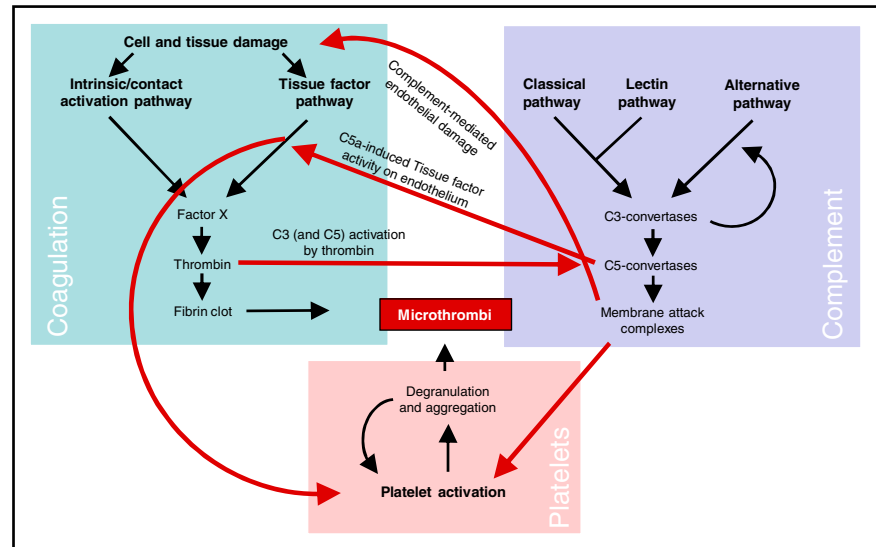 Cell and tissue damage
Intrinsic/contact
activation pathway
Tissue factor
pathway
Factor X
Thrombin
Fibrin clot
Coagulation
Complement-mediated
endothelial damage
C5a-induced Tissue factor
activity on endothelium
C3 (and C5) activation
by thrombin
Classical
pathway
Lectin
pathway
Alternative
pathway
C3-convertases
C5-convertases
Membrane attack
complexes
Complement
Microthrombi
Degranulation
and aggregation
Platelet activation
Platelets